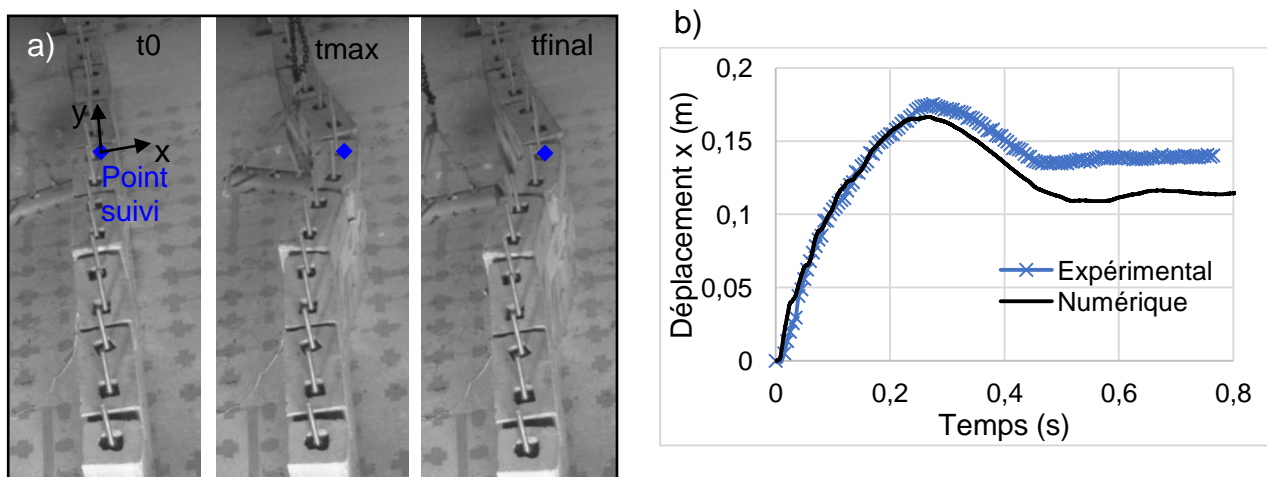 a)
t0
tmax
tfinal
y
x
Point
suivi
b)
Déplacement x (m)
0,2
0,15
0,1
0,05
0
0
0,2
0,4
0,6
0,8
Temps (s)
Expérimental
Numérique